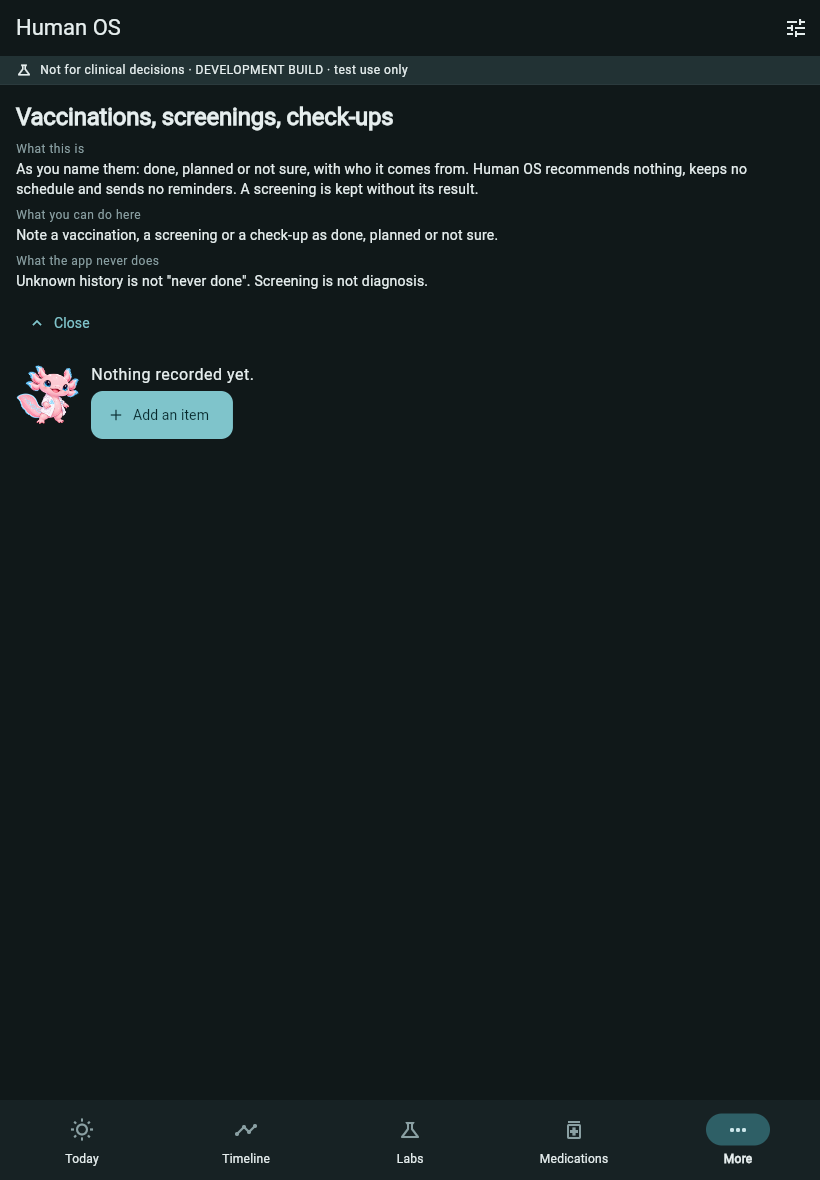 Human OS
Not for clinical decisions · DEVELOPMENT BUILD · test use only
Vaccinations, screenings, check-ups
What this is
As you name them: done, planned or not sure, with who it comes from. Human OS recommends nothing, keeps no
schedule and sends no reminders. A screening is kept without its result.
What you can do here
Note a vaccination, a screening or a check-up as done, planned or not sure.
What the app never does
Unknown history is not "never done". Screening is not diagnosis.
Close
Nothing recorded yet.
Add an item
Today
Timeline
Labs
Medications
More